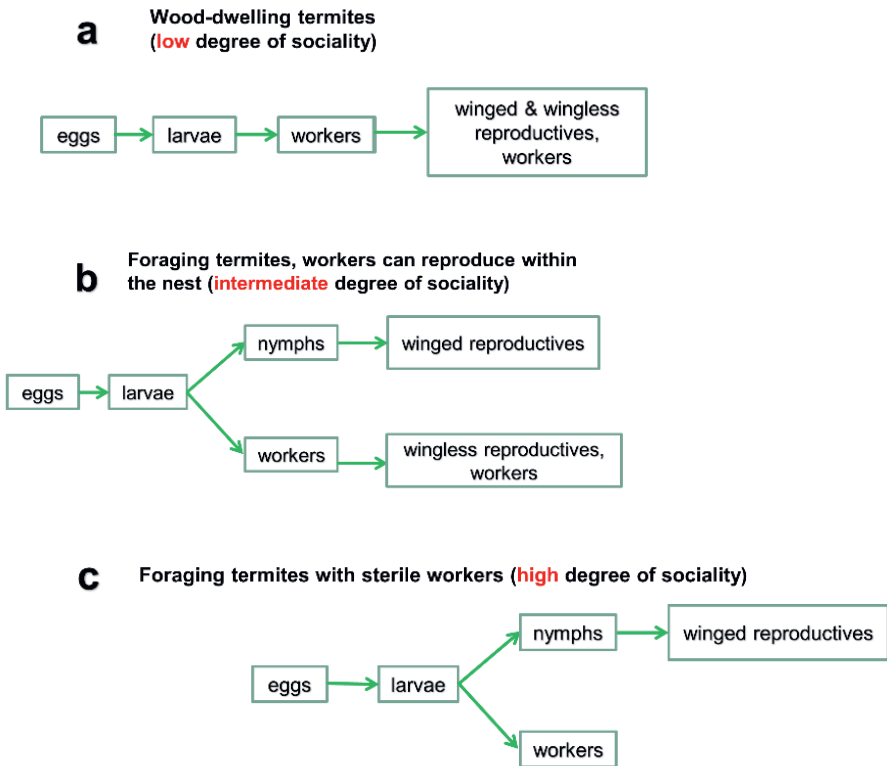 a
Wood-dwelling termites
(low degree of sociality)
eggs
larvae
workers
winged & wingless
reproductives,
workers
b
Foraging termites, workers can reproduce within
the nest (intermediate degree of sociality)
nymphs
winged reproductives
eggs
larvae
workers
wingless reproductives,
workers
c
Foraging termites with sterile workers (high degree of sociality)
nymphs
winged reproductives
eggs
larvae
workers